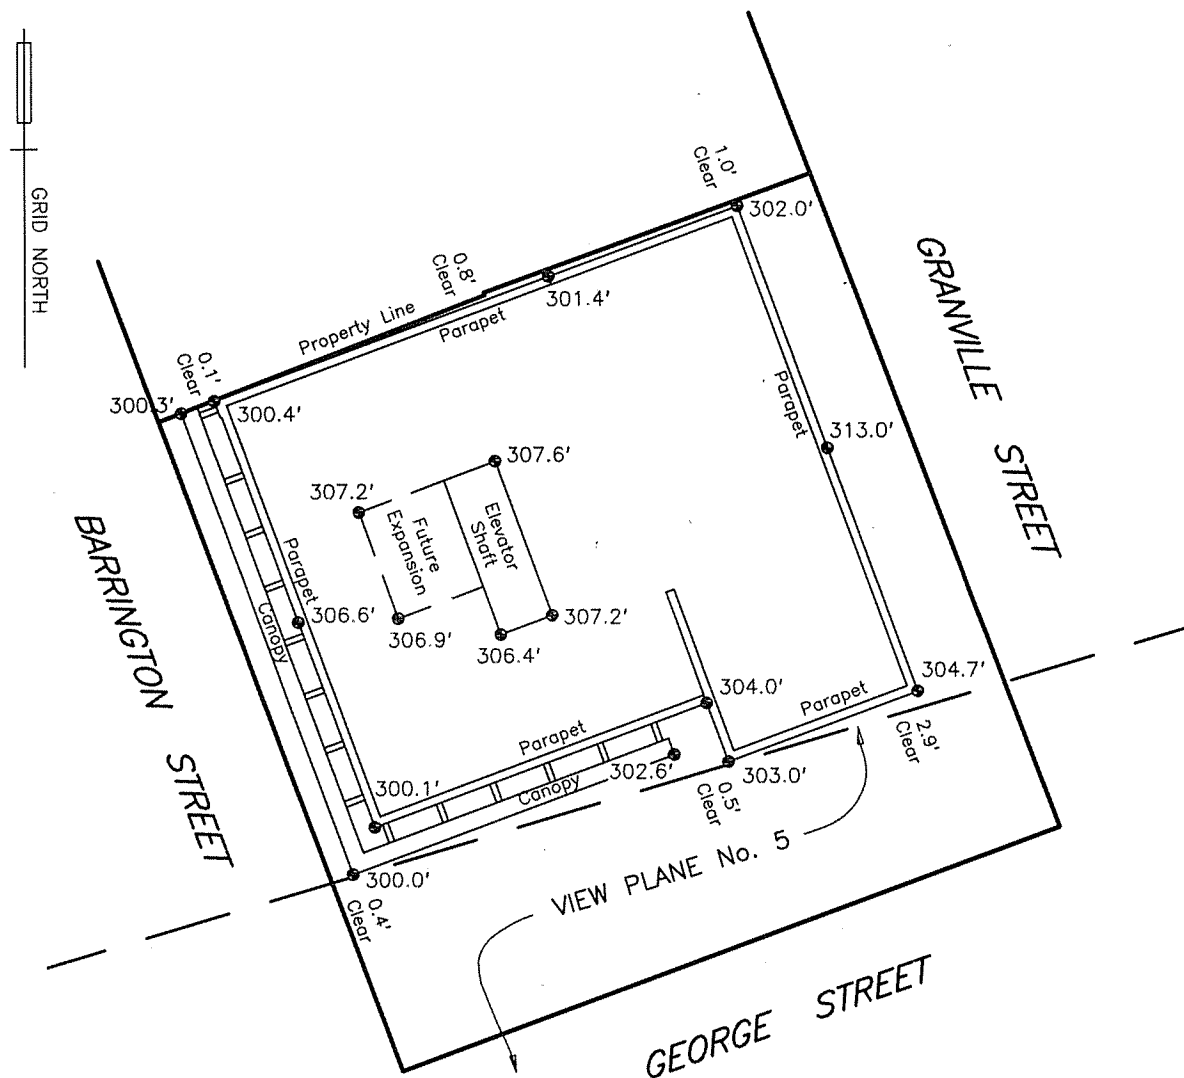 GRID NORTH
1.0'
Clear
302.0'
0.8'
Clear
301.4'
Property Line
Parapet
GRANVILLE STREET
0.1'
Clear
300.3'
300.4'
Parapet
313.0'
307.6'
307.2'
Elevator
Shaft
Future
Expansion
BARRINGTON STREET
Parapet
Canopy
306.6'
306.9'
307.2'
306.4'
304.0'
304.7'
Parapet
2.9'
Clear
Parapet
302.6'
303.0'
Canopy
0.5'
Clear
300.1'
300.0'
0.4'
Clear
VIEW PLANE No. 5
GEORGE STREET